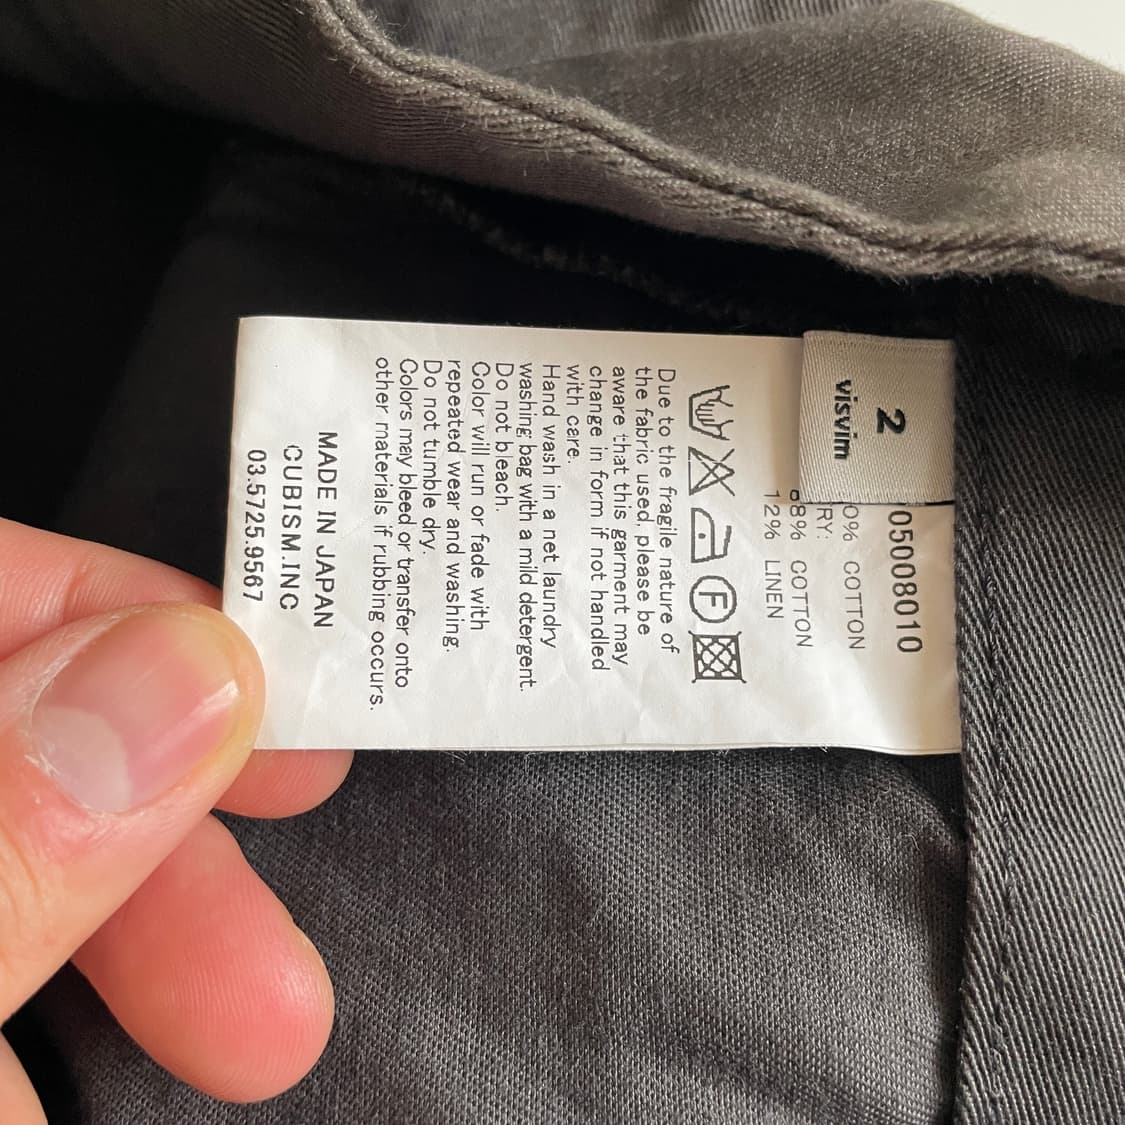 2
visvim
05008010
0% COTTON
RY:
88% COTTON
12% LINEN
F
Due to the fragile nature of
the fabric used, please be
aware that this garment may
change in form if not handled
with care.
Hand wash in a net laundry
washing bag with a mild detergent.
Do not bleach.
Color will run or fade with
repeated wear and washing.
Do not tumble dry.
Colors may bleed or transfer onto
other materials if rubbing occurs.
MADE IN JAPAN
CUBISM.INC
03.5725.9567